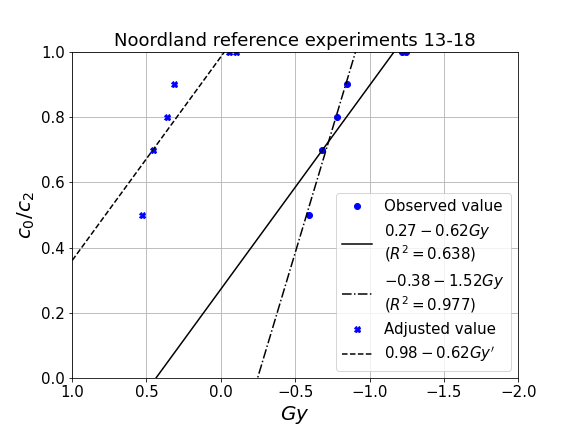 Noordland reference experiments 13-18
1.0
0.8
0.6
0.4
0.2
0.0
c₀/c₂
1.0 0.5 0.0 −0.5 −1.0 −1.5 −2.0
Gy
Observed value
0.27 − 0.62Gy
(R² = 0.638)
−0.38 − 1.52Gy
(R² = 0.977)
Adjusted value
0.98 − 0.62Gy′